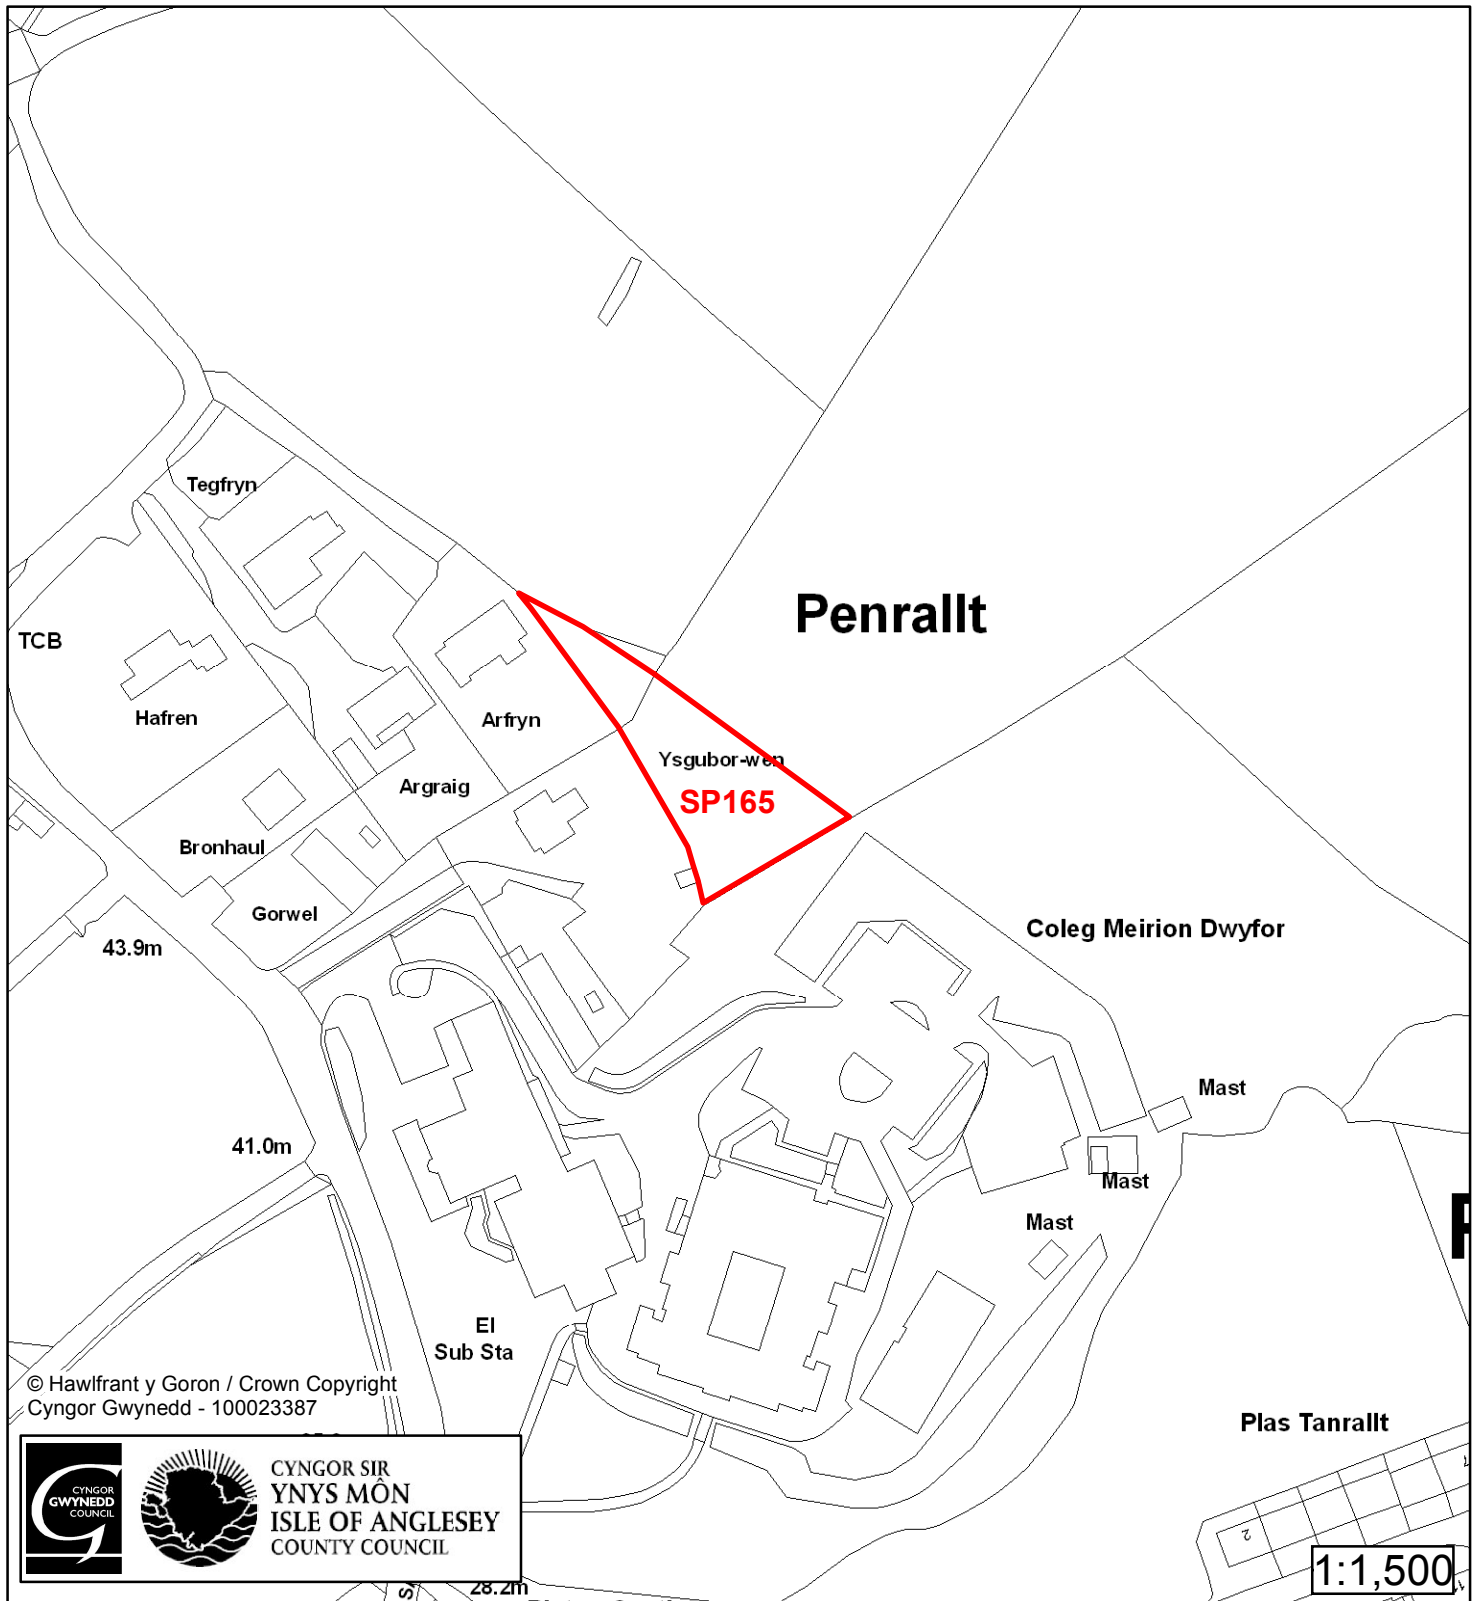 Tegfryn
Penrallt
TCB
Hafren
Arfryn
Ysgubor-wen
SP165
Argraig
Bronhaul
Gorwel
43.9m
Coleg Meirion Dwyfor
Mast
41.0m
Mast
Mast
El
Sub Sta
© Hawlfrant y Goron / Crown Copyright
Cyngor Gwynedd - 100023387
Plas Tanrallt
CYNGOR
GWYNEDD
COUNCIL
CYNGOR SIR
YNYS MÔN
ISLE OF ANGLESEY
COUNTY COUNCIL
2
1:1,500
28.2m